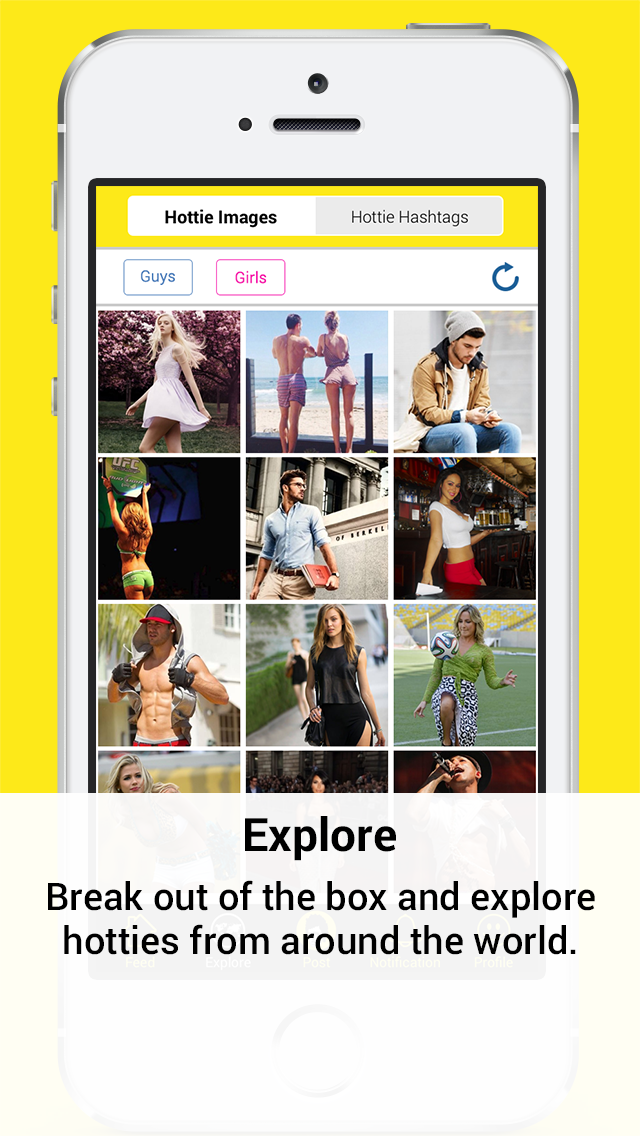 Hottie Images
Hottie Hashtags
Guys
Girls
UFC
OF BERKEL
Explore
Break out of the box and explore
hotties from around the world.
Feed
Explore
Post
Notification
Profile